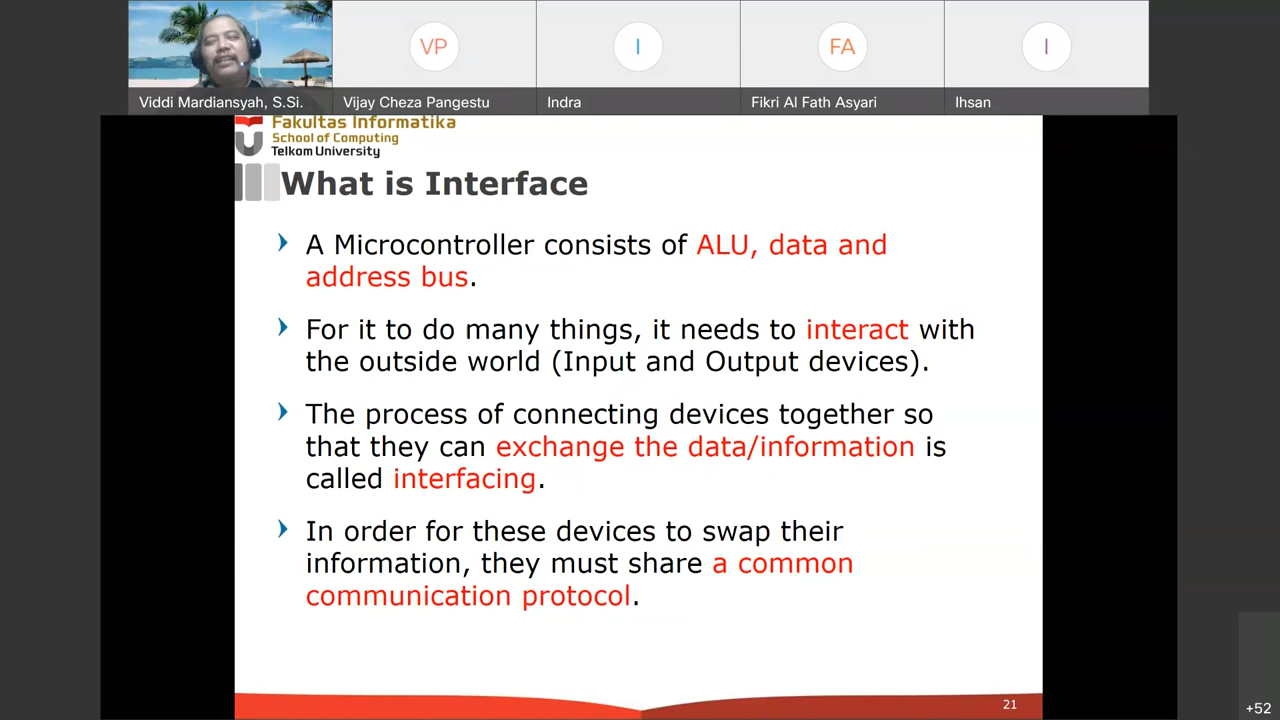 VP
I
FA
I
Viddi Mardiansyah, S.Si.
Vijay Cheza Pangestu
Indra
Fikri Al Fath Asyari
Ihsan
Fakultas Informatika
School of Computing
Telkom University
What is Interface
A Microcontroller consists of ALU, data and
address bus.
For it to do many things, it needs to interact with
the outside world (Input and Output devices).
The process of connecting devices together so
that they can exchange the data/information is
called interfacing.
In order for these devices to swap their
information, they must share a common
communication protocol.
21
+52